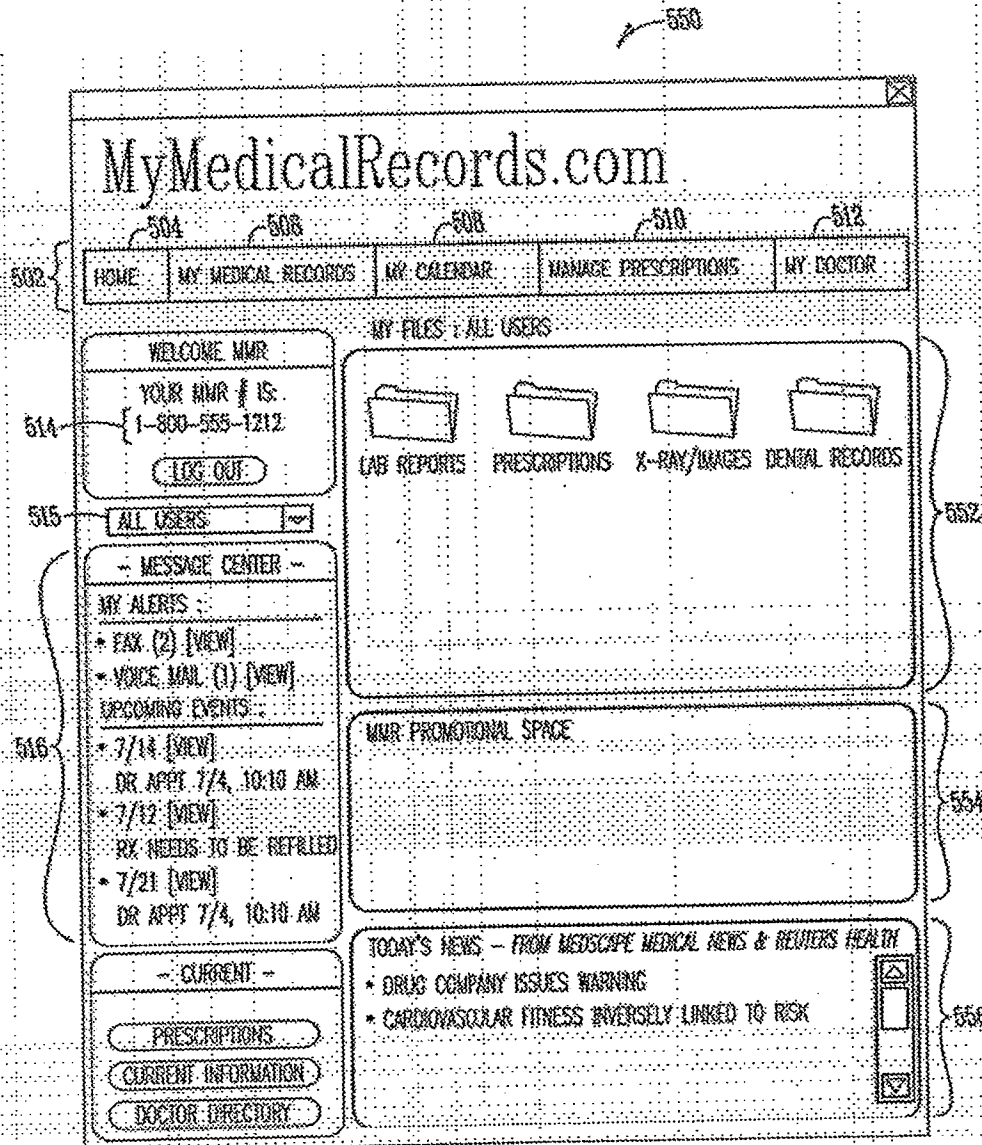 550
MyMedicalRecords.com
504 508 508 510 512
502
HOME MY MEDICAL RECORDS MY CALENDAR MANAGE PRESCRIPTIONS MY DOCTOR
MY FILES : ALL USERS
WELCOME MMR
YOUR MMR # IS:
514
1-800-555-1212
LOG OUT
515
ALL USERS
LAB REPORTS PRESCRIPTIONS X-RAY/IMAGES DENTAL RECORDS
552
- MESSAGE CENTER -
MY ALERTS :
• FAX (2) [VIEW]
• VOICE MAIL (1) [VIEW]
UPCOMING EVENTS :
516
• 7/14 [VIEW]
DR APPT 7/4, 10:10 AM
• 7/12 [VIEW]
RX NEEDS TO BE REFILLED
• 7/21 [VIEW]
DR APPT 7/4, 10:10 AM
MMR PROMOTIONAL SPACE
554
- CURRENT -
PRESCRIPTIONS
CURRENT INFORMATION
DOCTOR DIRECTORY
TODAY'S NEWS - FROM MEDSCAPE MEDICAL NEWS & REUTERS HEALTH
• DRUG COMPANY ISSUES WARNING
• CARDIOVASCULAR FITNESS INVERSELY LINKED TO RISK
556